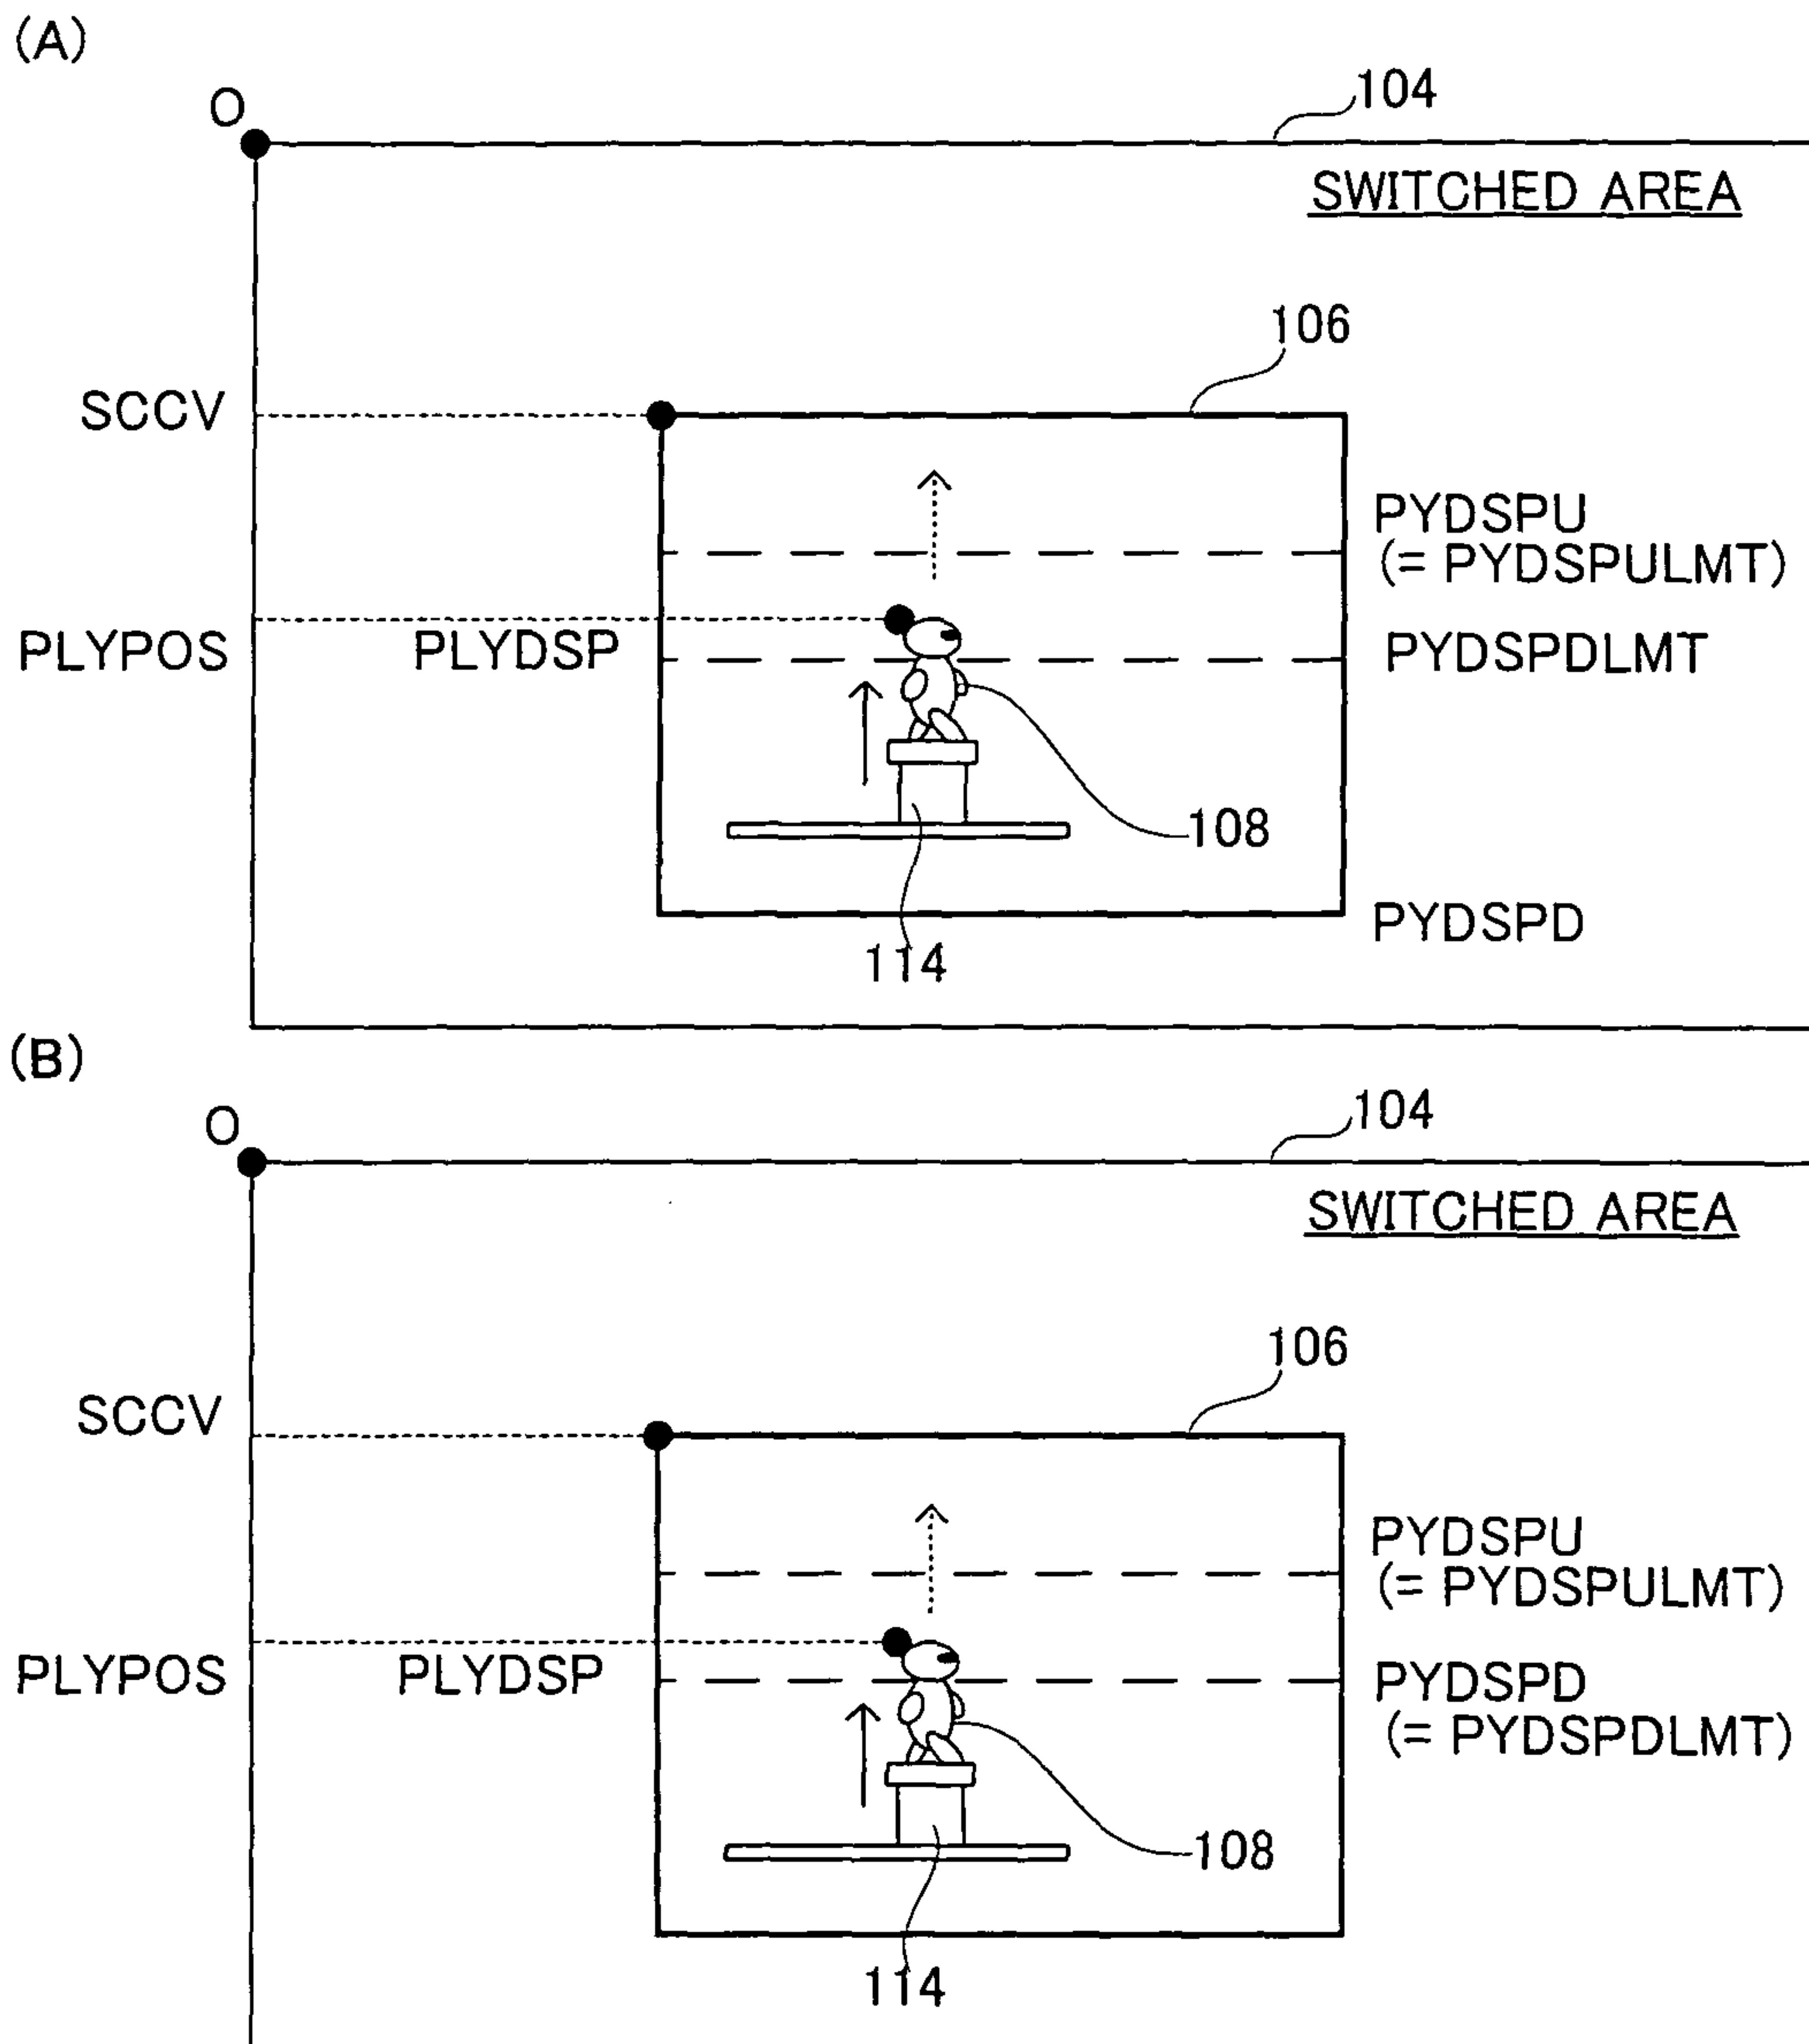 (A)
O
104
SWITCHED AREA
106
SCCV
PYDSPU
(= PYDSPULMT)
PLYPOS
PLYDSP
PYDSPDLMT
108
PYDSPD
114
(B)
O
104
SWITCHED AREA
106
SCCV
PYDSPU
(= PYDSPULMT)
PLYPOS
PLYDSP
PYDSPD
(= PYDSPDLMT)
108
114